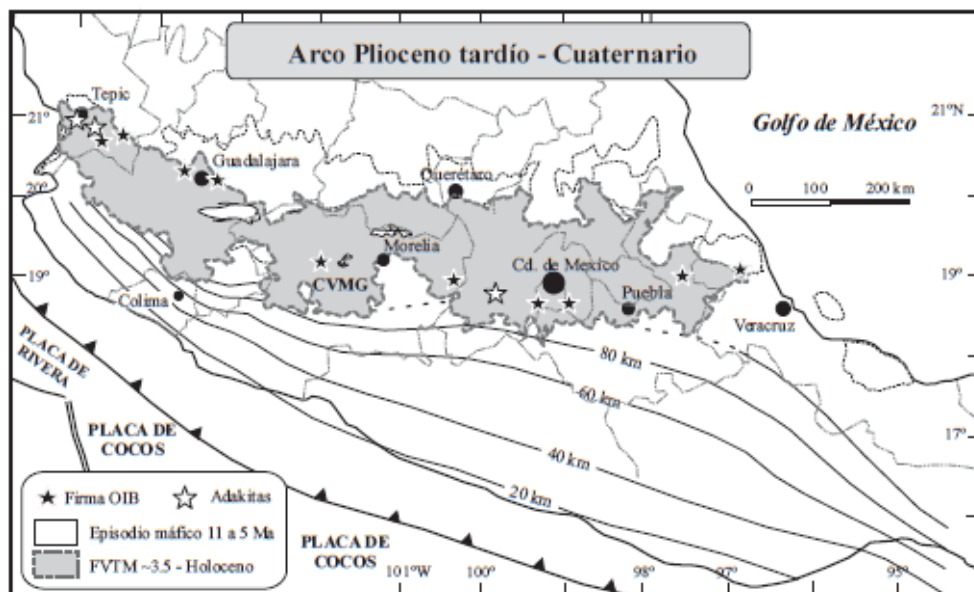 Arco Plioceno tardío - Cuaternario
Tepic
21°
21°N
Golfo de México
Guadalajara
Querétaro
0 100 200 km
20°
Morelia
Cd. de Mexico
19°
19°
CVMG
Puebla
Colima
Veracruz
80 km
PLACA DE
RIVERA
60 km
PLACA DE
COCOS
17°
40 km
20 km
Firma OIB
Adakitas
Episodio máfico 11 a 5 Ma
FVTM ~3.5 - Holoceno
PLACA DE
COCOS
101°W
100°
98°
97°
95°